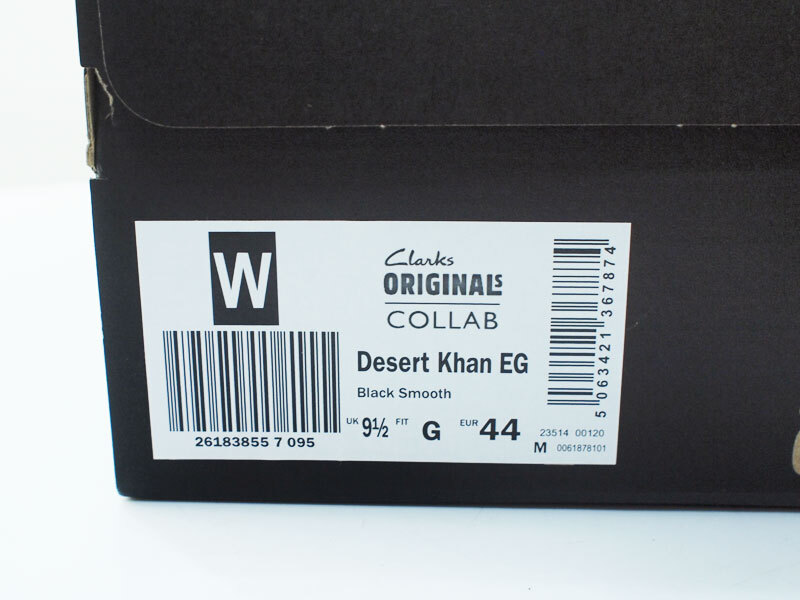 W
Clarks
ORIGINALS
COLLAB
Desert Khan EG
Black Smooth
26183855 7 095
UK 9½ FIT G EUR 44
5 063421 367874
23514 00120
M 0061878101